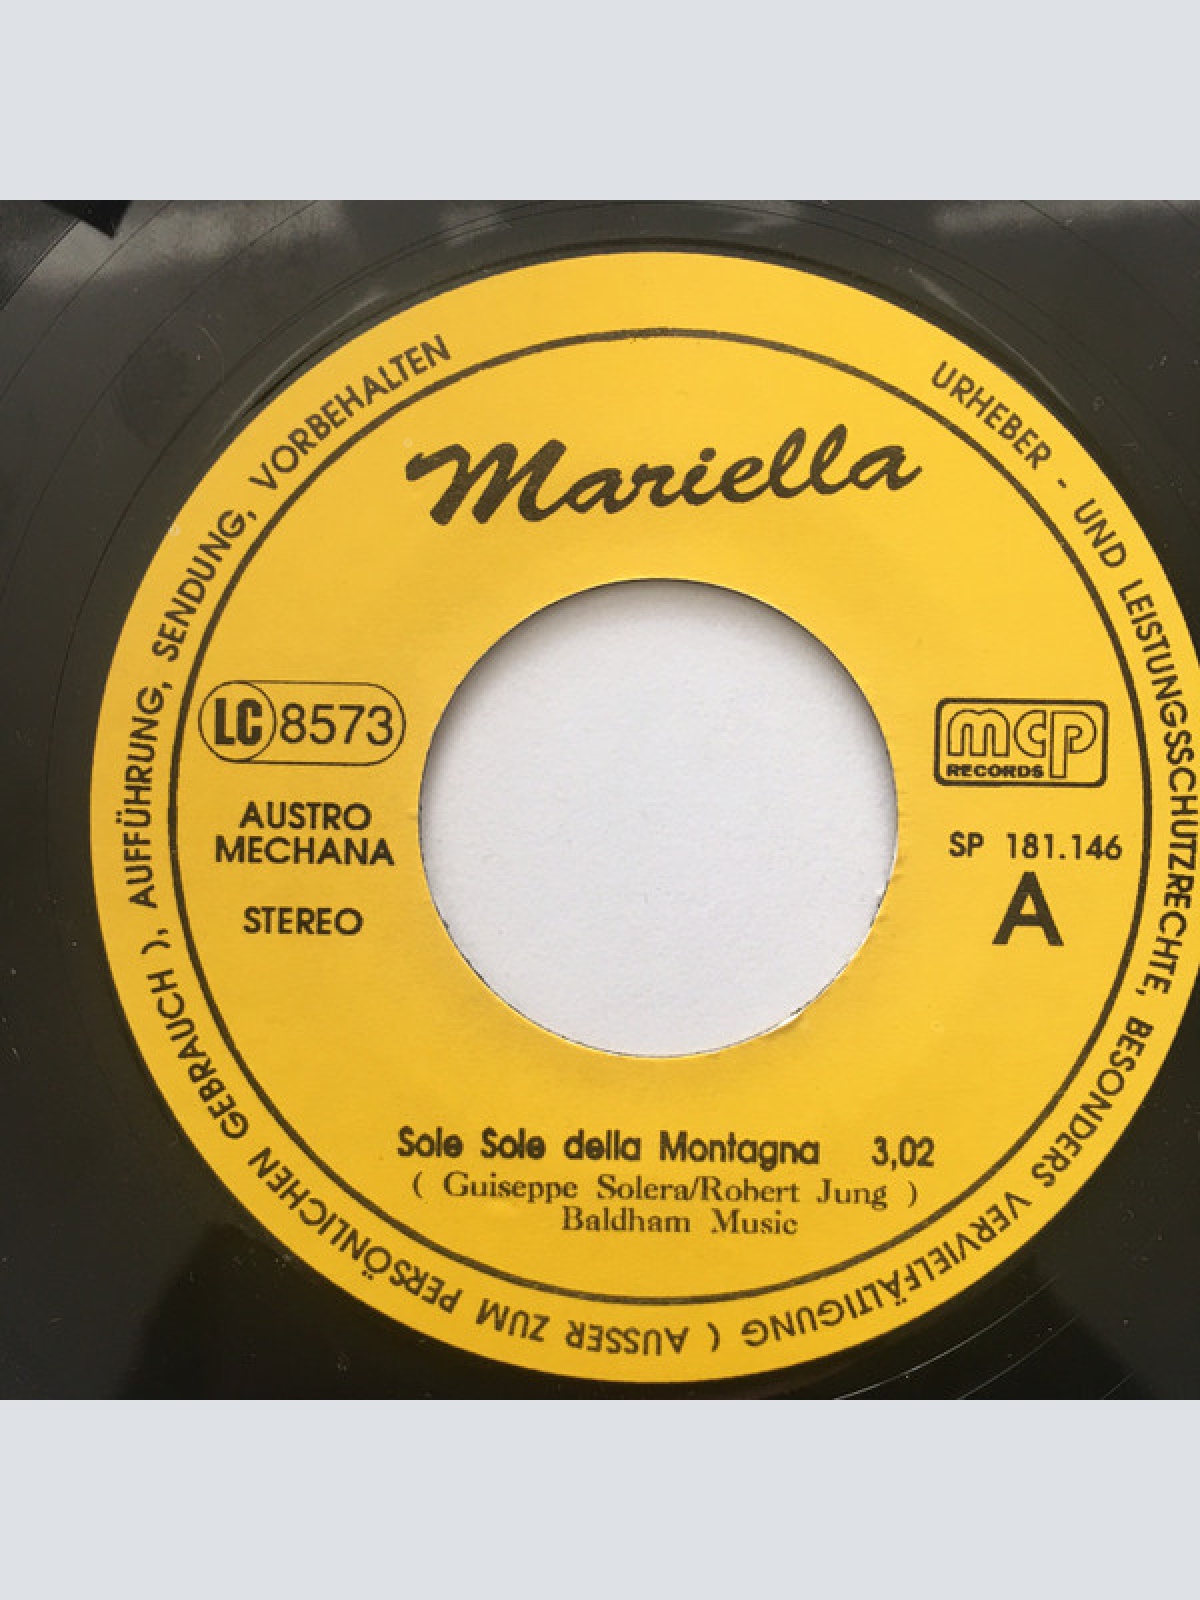 URHEBER - UND LEISTUNGSSCHUTZRECHTE, BESONDERS VERVIELFÄLTIGUNG ( AUSSER ZUM PERSÖNLICHEN GEBRAUCH ), AUFFÜHRUNG, SENDUNG, VORBEHALTEN
Mariella
LC 8573
AUSTRO
MECHANA
STEREO
mcp
RECORDS
SP 181.146
A
Sole Sole della Montagna 3,02
( Guiseppe Solera/Robert Jung )
Baldham Music